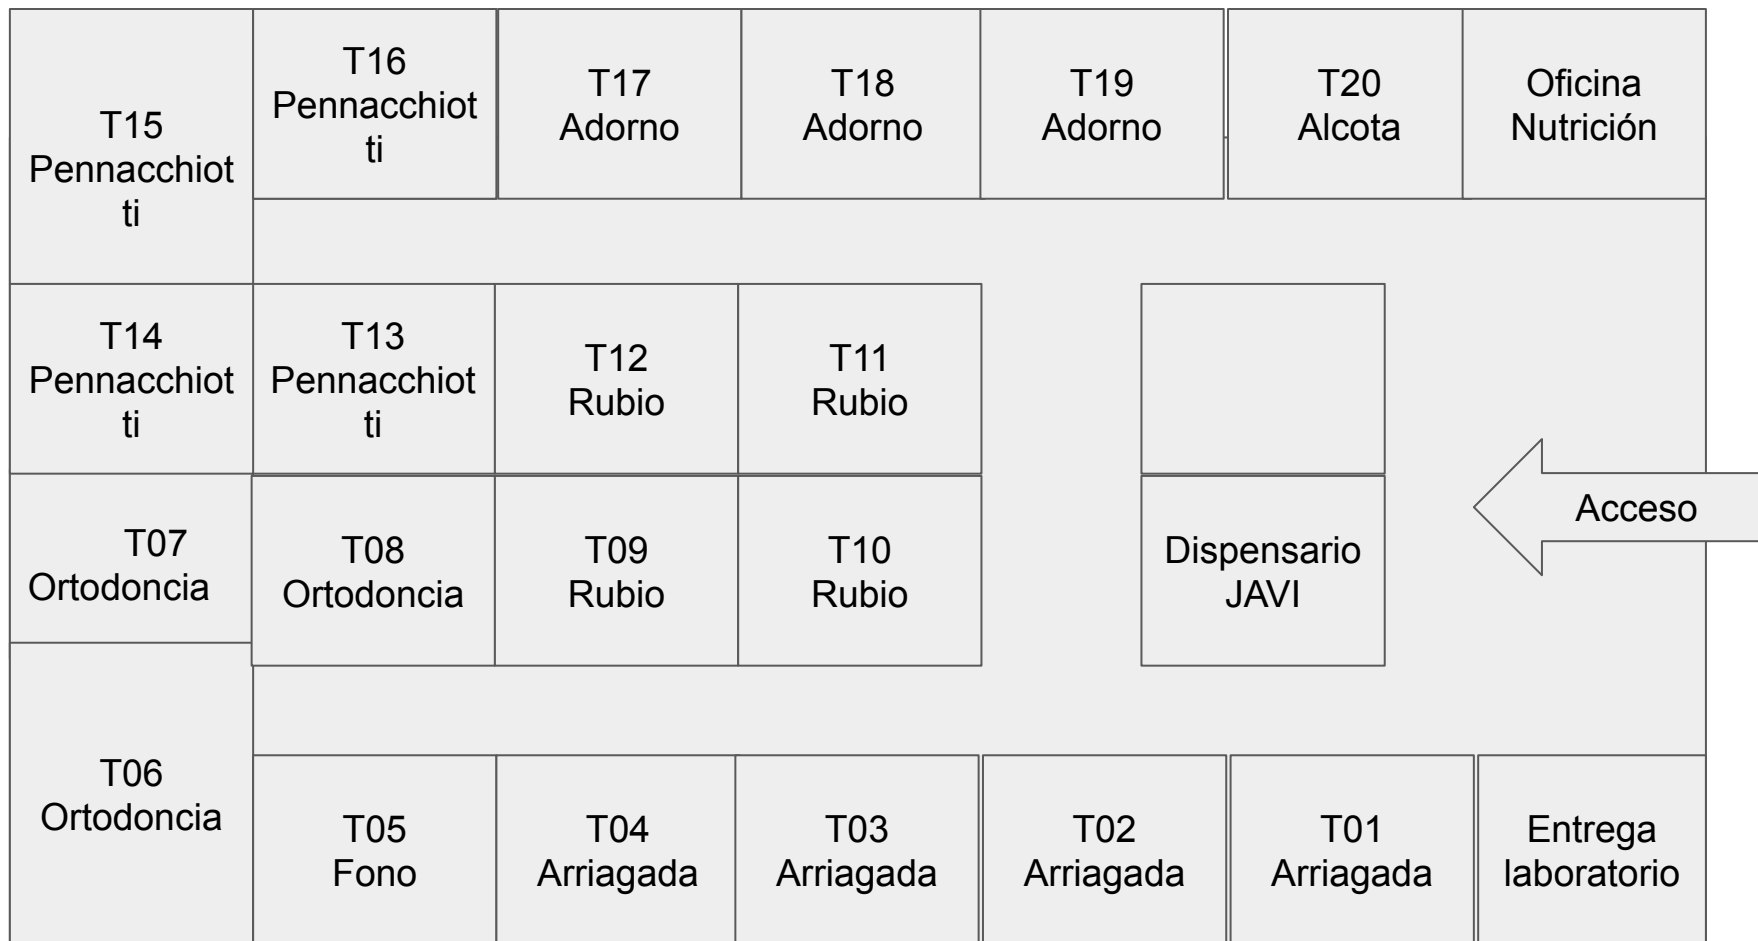 T15
Pennacchiot
ti
T16
Pennacchiot
ti
T17
Adorno
T18
Adorno
T19
Adorno
T20
Alcota
Oficina
Nutrición
T14
Pennacchiot
ti
T13
Pennacchiot
ti
T12
Rubio
T11
Rubio
Acceso
T07
Ortodoncia
T08
Ortodoncia
T09
Rubio
T10
Rubio
Dispensario
JAVI
T06
Ortodoncia
T05
Fono
T04
Arriagada
T03
Arriagada
T02
Arriagada
T01
Arriagada
Entrega
laboratorio